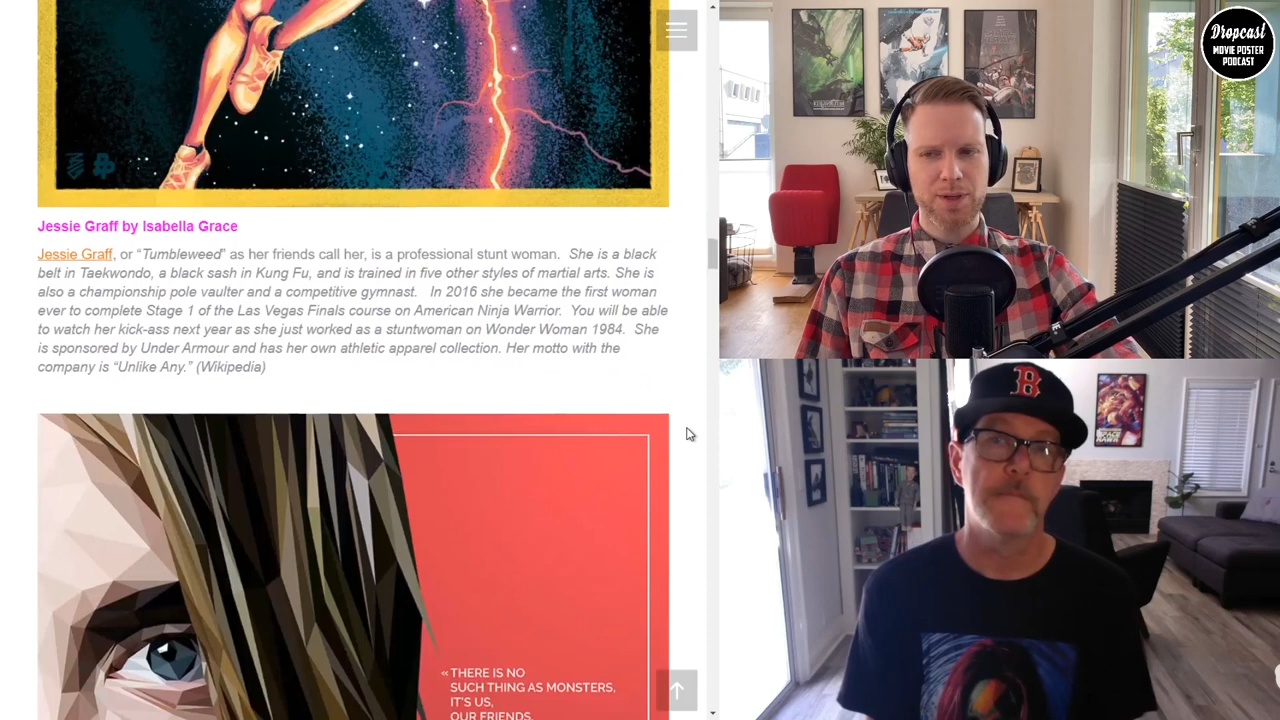 Jessie Graff by Isabella Grace
Jessie Graff, or “Tumbleweed” as her friends call her, is a professional stunt woman.  She is a black
belt in Taekwondo, a black sash in Kung Fu, and is trained in five other styles of martial arts. She is
also a championship pole vaulter and a competitive gymnast.   In 2016 she became the first woman
ever to complete Stage 1 of the Las Vegas Finals course on American Ninja Warrior.  You will be able
to watch her kick-ass next year as she just worked as a stuntwoman on Wonder Woman 1984.  She
is sponsored by Under Armour and has her own athletic apparel collection. Her motto with the
company is “Unlike Any.” (Wikipedia)
« THERE IS NO
SUCH THING AS MONSTERS,
IT'S US,
OUR FRIENDS,
Dropcast
MOVIE POSTER
PODCAST
B